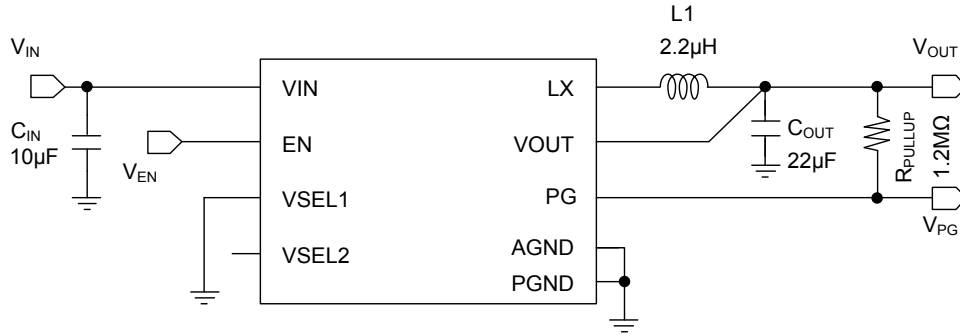 L1
2.2µH
VIN
VOUT
VIN
LX
CIN
10µF
EN
VOUT
COUT
22µF
RPULLUP
1.2MΩ
VEN
VSEL1
PG
VPG
VSEL2
AGND
PGND